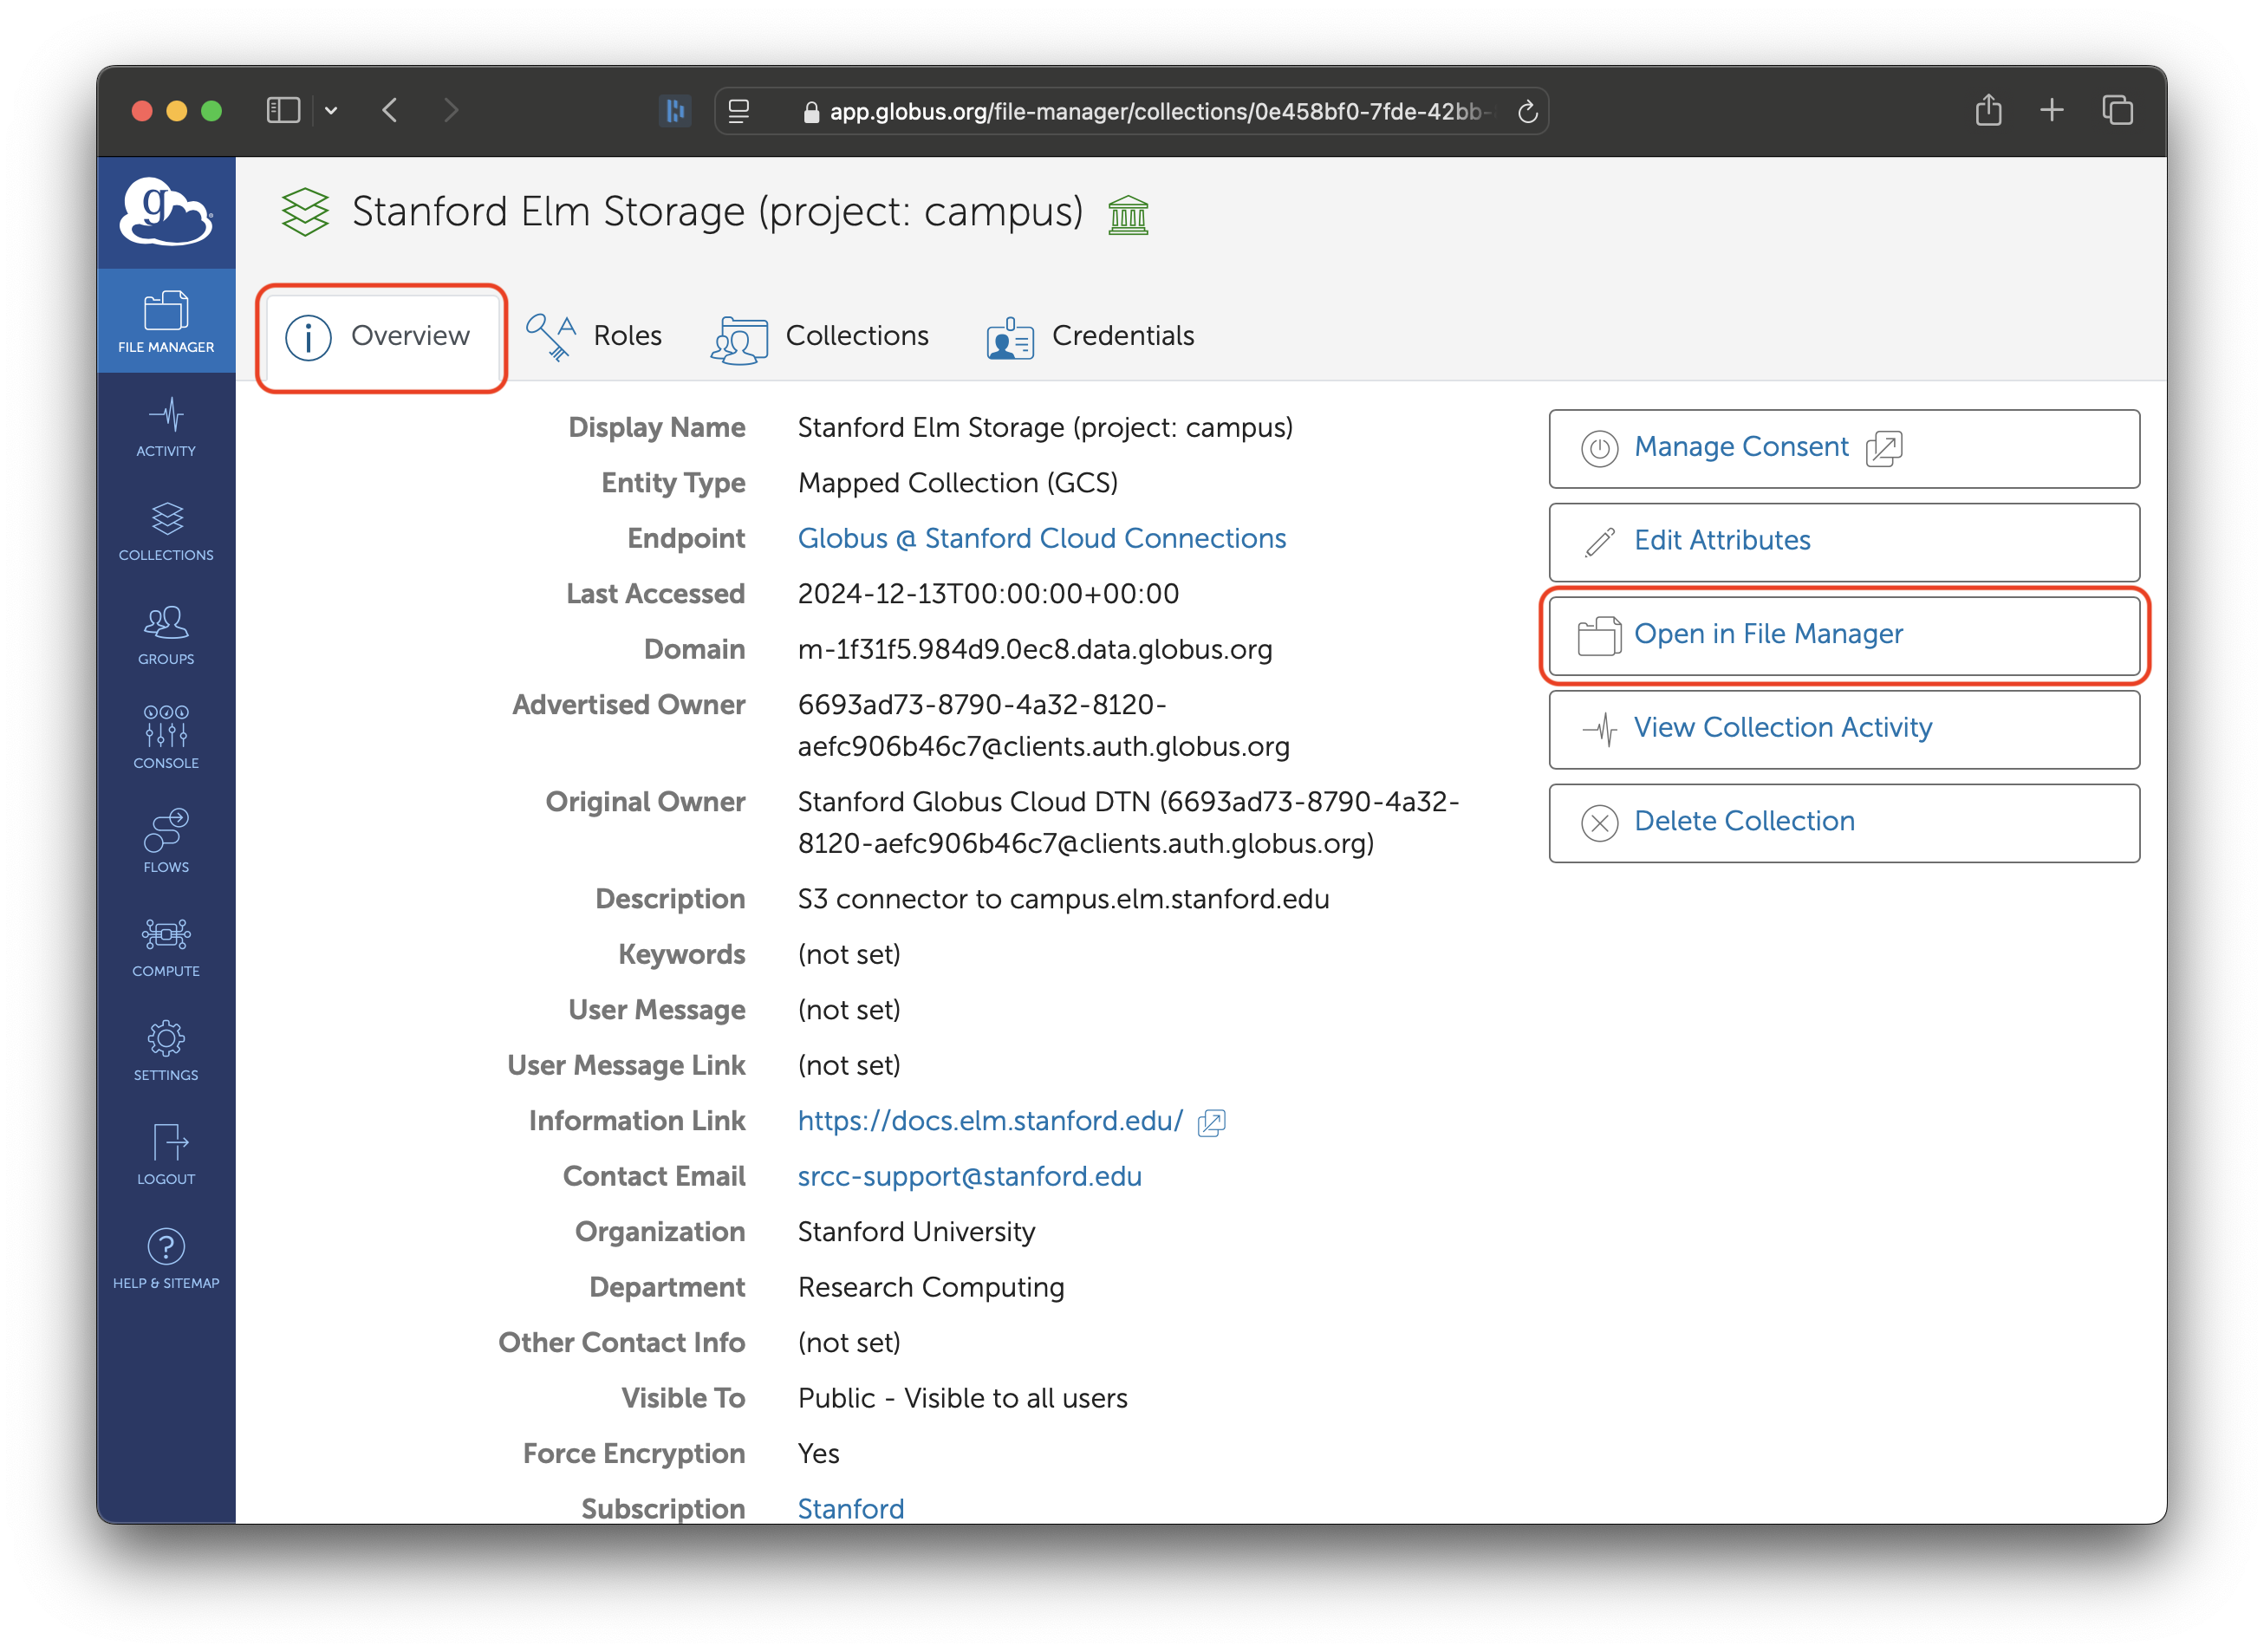 app.globus.org/file-manager/collections/0e458bf0-7fde-42bb-
g
Stanford Elm Storage (project: campus)
FILE MANAGER
ACTIVITY
COLLECTIONS
GROUPS
CONSOLE
FLOWS
COMPUTE
SETTINGS
LOGOUT
HELP & SITEMAP
Overview
Roles
Collections
Credentials
Display Name Stanford Elm Storage (project: campus)
Entity Type Mapped Collection (GCS)
Endpoint Globus @ Stanford Cloud Connections
Last Accessed 2024-12-13T00:00:00+00:00
Domain m-1f31f5.984d9.0ec8.data.globus.org
Advertised Owner 6693ad73-8790-4a32-8120-
aefc906b46c7@clients.auth.globus.org
Original Owner Stanford Globus Cloud DTN (6693ad73-8790-4a32-
8120-aefc906b46c7@clients.auth.globus.org)
Description S3 connector to campus.elm.stanford.edu
Keywords (not set)
User Message (not set)
User Message Link (not set)
Information Link https://docs.elm.stanford.edu/
Contact Email srcc-support@stanford.edu
Organization Stanford University
Department Research Computing
Other Contact Info (not set)
Visible To Public - Visible to all users
Force Encryption Yes
Subscription Stanford
Manage Consent
Edit Attributes
Open in File Manager
View Collection Activity
Delete Collection